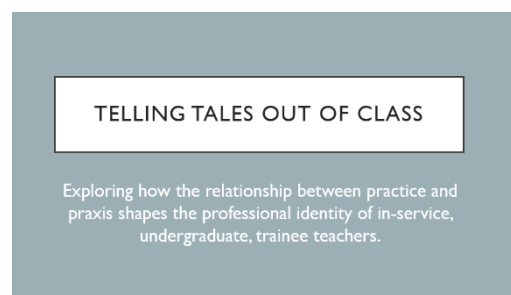 TELLING TALES OUT OF CLASS
Exploring how the relationship between practice and
praxis shapes the professional identity of in-service,
undergraduate, trainee teachers.